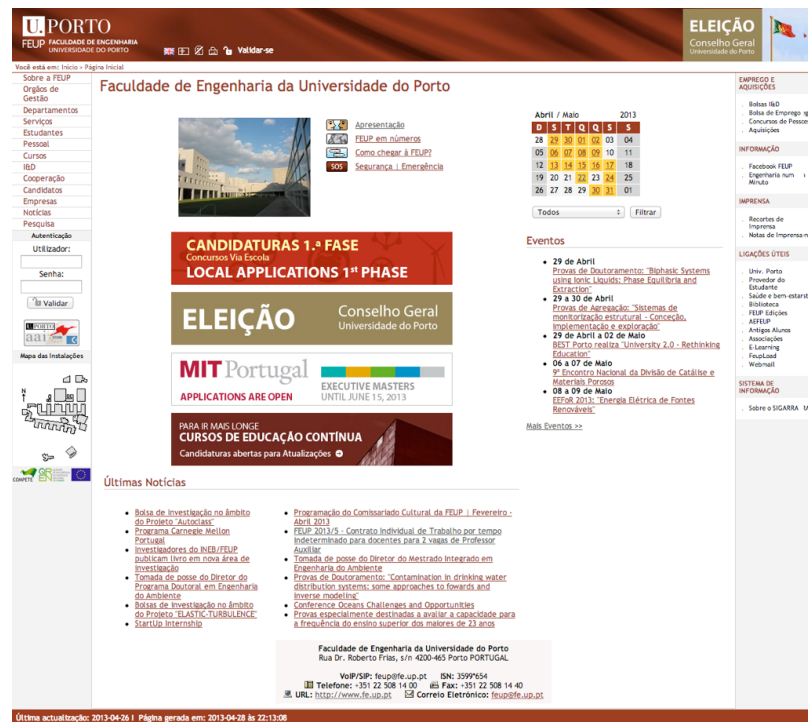 U.PORTO
FEUP FACULDADE DE ENGENHARIA
UNIVERSIDADE DO PORTO
Validar-se
ELEIÇÃO
Conselho Geral
Universidade do Porto
Você está em: Início > Página Inicial
Sobre a FEUP
Orgãos de
Gestão
Departamentos
Serviços
Estudantes
Pessoal
Cursos
I&D
Cooperação
Candidatos
Empresas
Notícias
Pesquisa
Autenticação
Utilizador:
Senha:
Validar
U.PORTO
aai
Mapa das Instalações
N
COMPETE
QREN
Faculdade de Engenharia da Universidade do Porto
Apresentação
FEUP em números
Como chegar à FEUP?
SOS Segurança | Emergência
CANDIDATURAS 1.ª FASE
Concursos Via Escola
LOCAL APPLICATIONS 1st PHASE
ELEIÇÃO
Conselho Geral
Universidade do Porto
MIT Portugal
APPLICATIONS ARE OPEN
EXECUTIVE MASTERS
UNTIL JUNE 15, 2013
PARA IR MAIS LONGE
CURSOS DE EDUCAÇÃO CONTÍNUA
Candidaturas abertas para Atualizações
Abril / Maio 2013
D S T Q Q S S
28 29 30 01 02 03 04
05 06 07 08 09 10 11
12 13 14 15 16 17 18
19 20 21 22 23 24 25
26 27 28 29 30 31 01
Todos
Filtrar
Eventos
29 de Abril
Provas de Doutoramento: "Biphasic Systems
using Ionic Liquids: Phase Equilibria and
Extraction"
29 a 30 de Abril
Provas de Agregação: "Sistemas de
monitorização estrutural - Conceção,
implementação e exploração"
29 de Abril a 02 de Maio
BEST Porto realiza "University 2.0 - Rethinking
Education"
06 a 07 de Maio
9º Encontro Nacional da Divisão de Catálise e
Materiais Porosos
08 a 09 de Maio
EEFoR 2013: "Energia Elétrica de Fontes
Renováveis"
Mais Eventos >>
Últimas Notícias
Bolsa de Investigação no âmbito
do Projeto "Autoclass"
Programa Carnegie Mellon
Portugal
Investigadores do INEB/FEUP
publicam livro em nova área de
investigação
Tomada de posse do Diretor do
Programa Doutoral em Engenharia
do Ambiente
Bolsas de Investigação no âmbito
do Projeto "ELASTIC-TURBULENCE"
StartUp Internship
Programação do Comissariado Cultural da FEUP | Fevereiro -
Abril 2013
FEUP 2013/5 - Contrato Individual de Trabalho por tempo
indeterminado para docentes para 2 vagas de Professor
Auxiliar
Tomada de posse do Diretor do Mestrado Integrado em
Engenharia do Ambiente
Provas de Doutoramento: "Contamination in drinking water
distribution systems: some approaches to fowards and
inverse modeling"
Conference Oceans Challenges and Opportunities
Provas especialmente destinadas a avaliar a capacidade para
a frequência do ensino superior dos maiores de 23 anos
EMPREGO E
AQUISIÇÕES
Bolsas I&D
Bolsa de Emprego
Concursos de Pessoal
Aquisições
INFORMAÇÃO
Facebook FEUP
Engenharia num
Minuto
IMPRENSA
Recortes de
Imprensa
Notas de Imprensa
LIGAÇÕES ÚTEIS
Univ. Porto
Provedor do
Estudante
Saúde e bem-estar
Biblioteca
FEUP Edições
AEFEUP
Antigos Alunos
Associações
E-Learning
FeupLoad
Webmail
SISTEMA DE
INFORMAÇÃO
Sobre o SIGARRA
Faculdade de Engenharia da Universidade do Porto
Rua Dr. Roberto Frias, s/n 4200-465 Porto PORTUGAL
VoIP/SIP: feup@fe.up.pt ISN: 3599*654
Telefone: +351 22 508 14 00 Fax: +351 22 508 14 40
URL: http://www.fe.up.pt Correio Eletrónico: feup@fe.up.pt
Última actualização: 2013-04-26 I Página gerada em: 2013-04-28 às 22:13:08